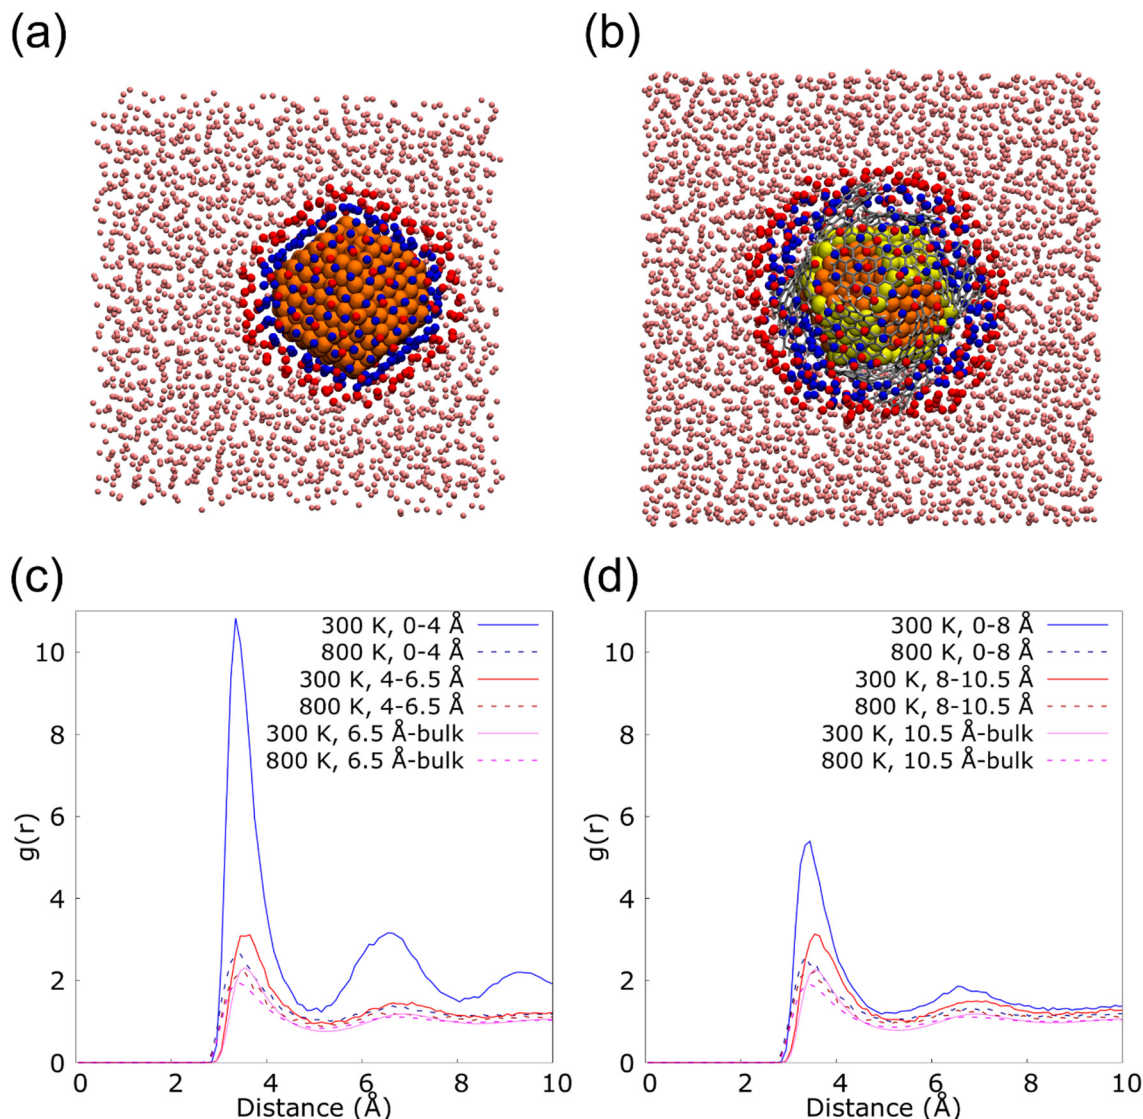 (a)
(b)
(c)
10
8
6
4
2
0
g(r)
0 2 4 6 8 10
Distance (Å)
300 K, 0-4 Å
800 K, 0-4 Å
300 K, 4-6.5 Å
800 K, 4-6.5 Å
300 K, 6.5 Å-bulk
800 K, 6.5 Å-bulk
(d)
10
8
6
4
2
0
g(r)
0 2 4 6 8 10
Distance (Å)
300 K, 0-8 Å
800 K, 0-8 Å
300 K, 8-10.5 Å
800 K, 8-10.5 Å
300 K, 10.5 Å-bulk
800 K, 10.5 Å-bulk